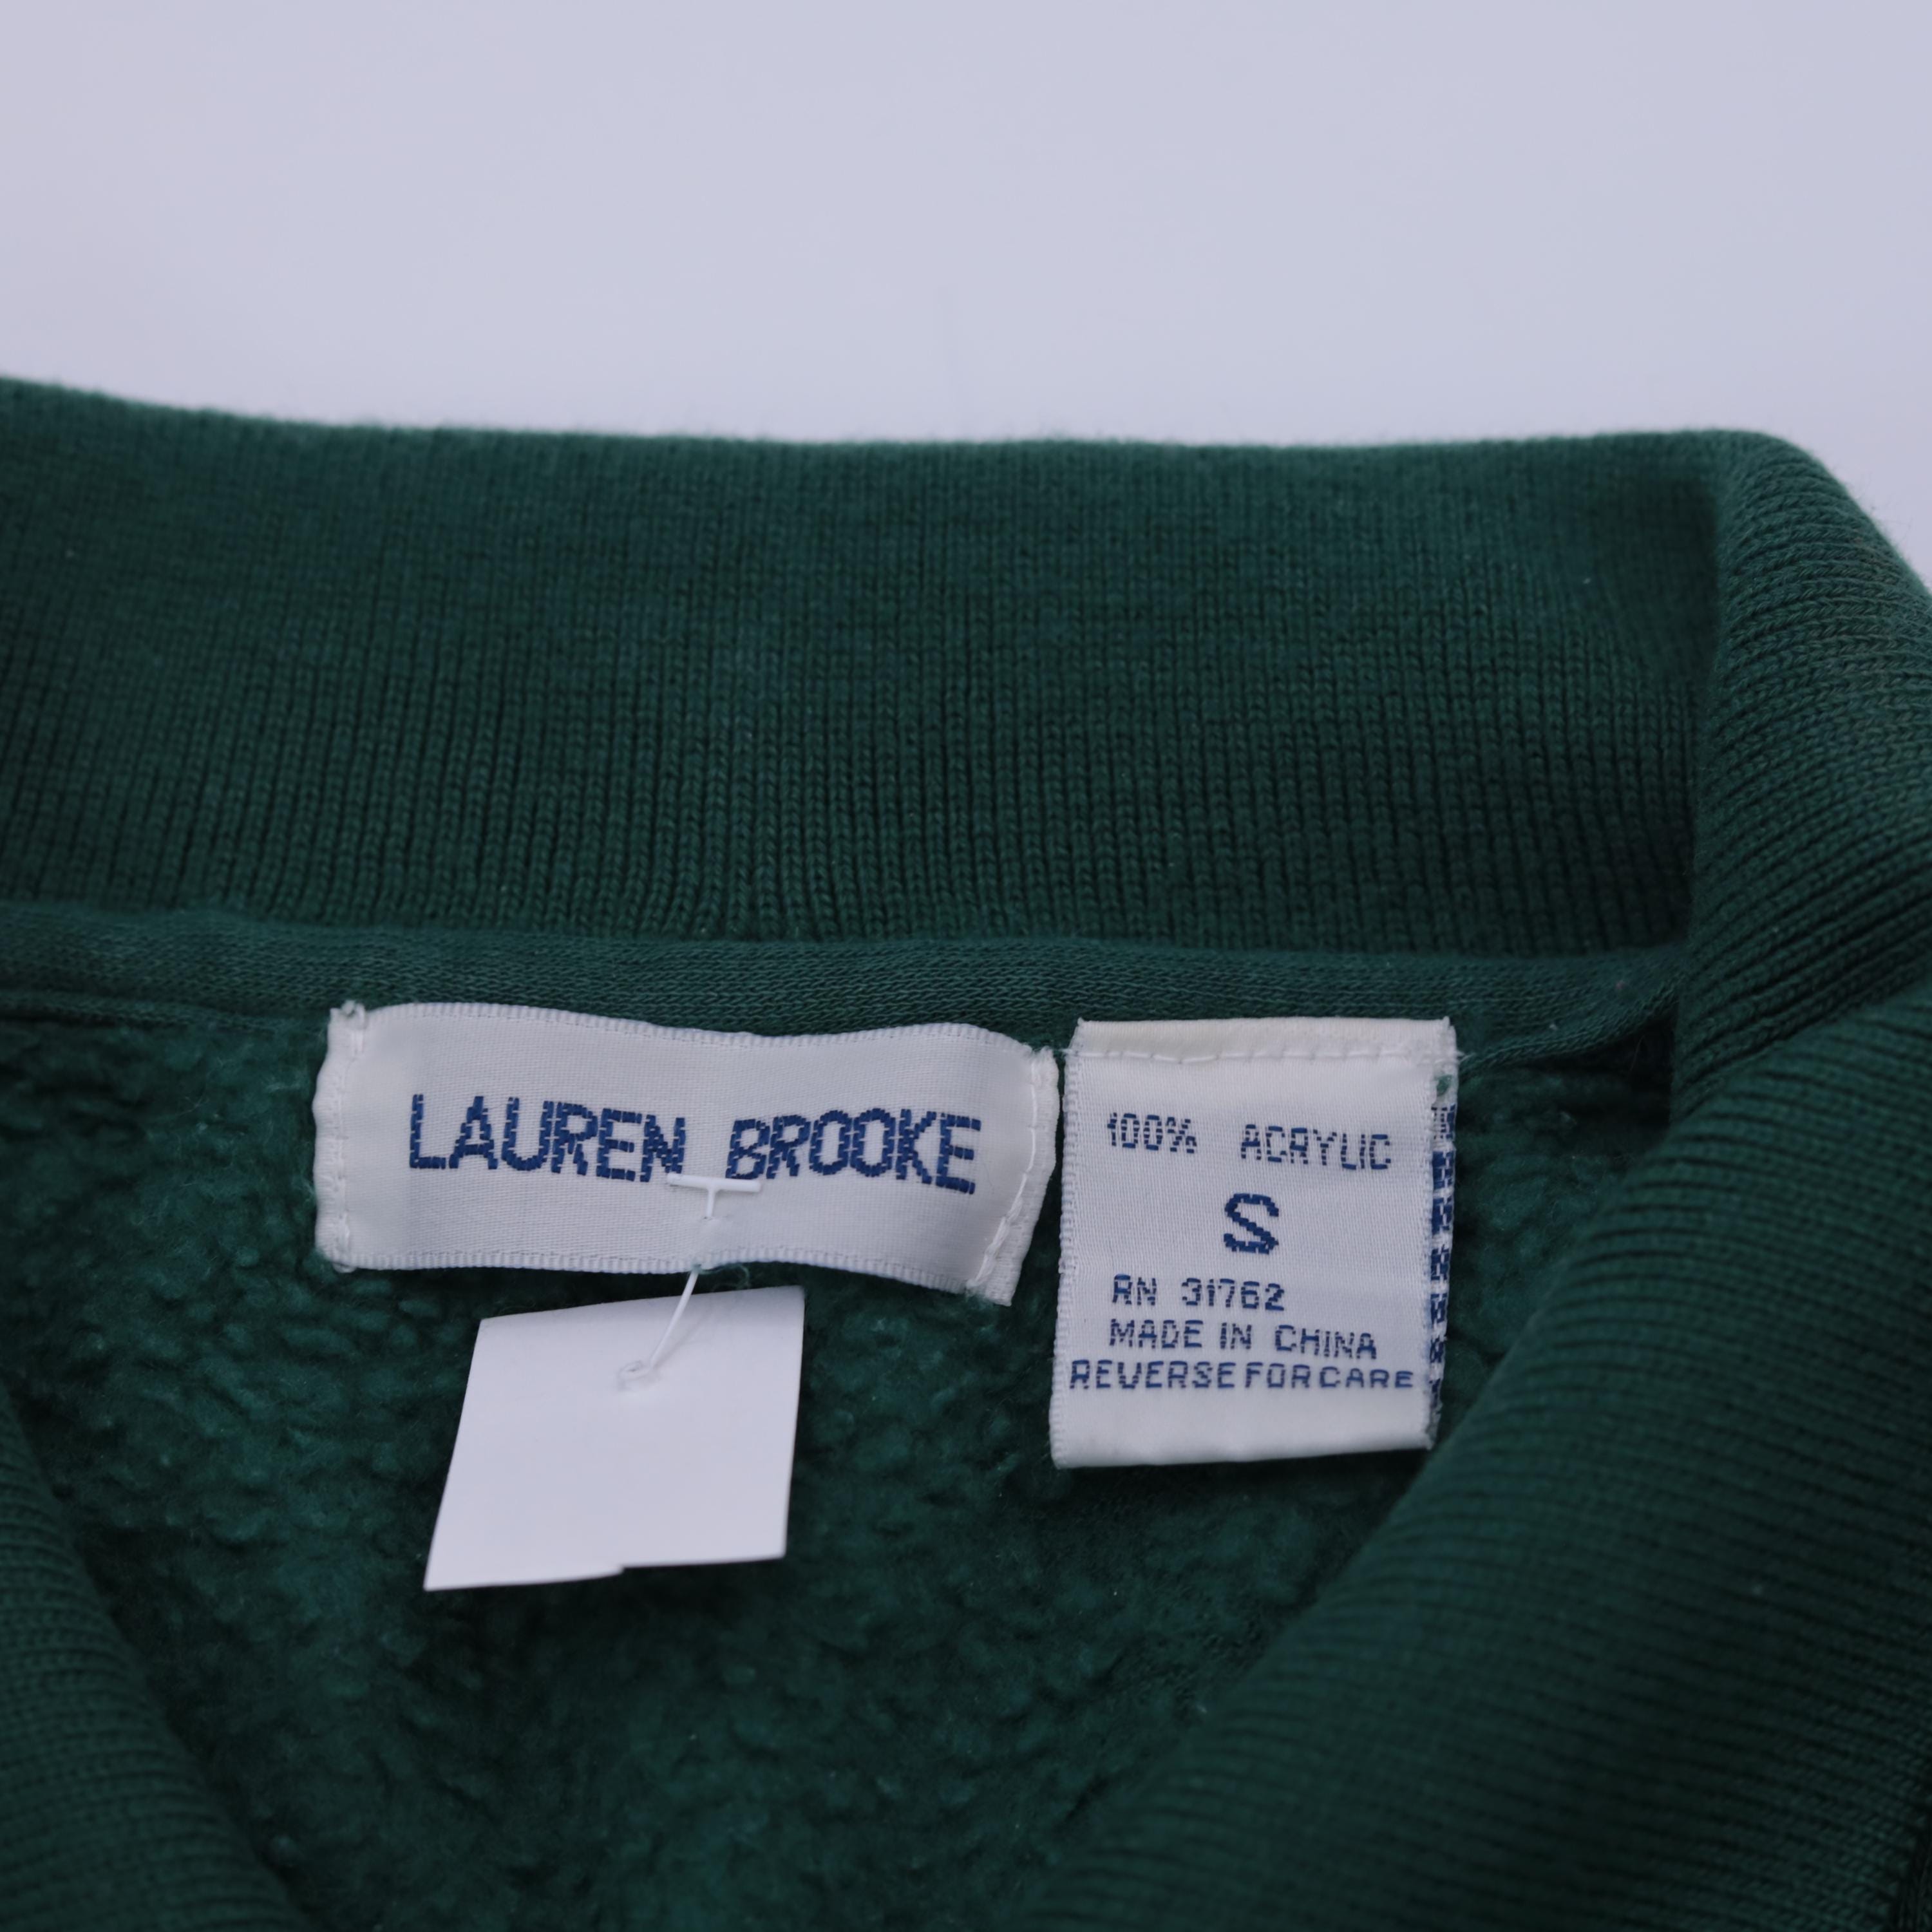 LAUREN BROOKE
100% ACRYLIC
S
RN 31762
MADE IN CHINA
REVERSE FOR CARE